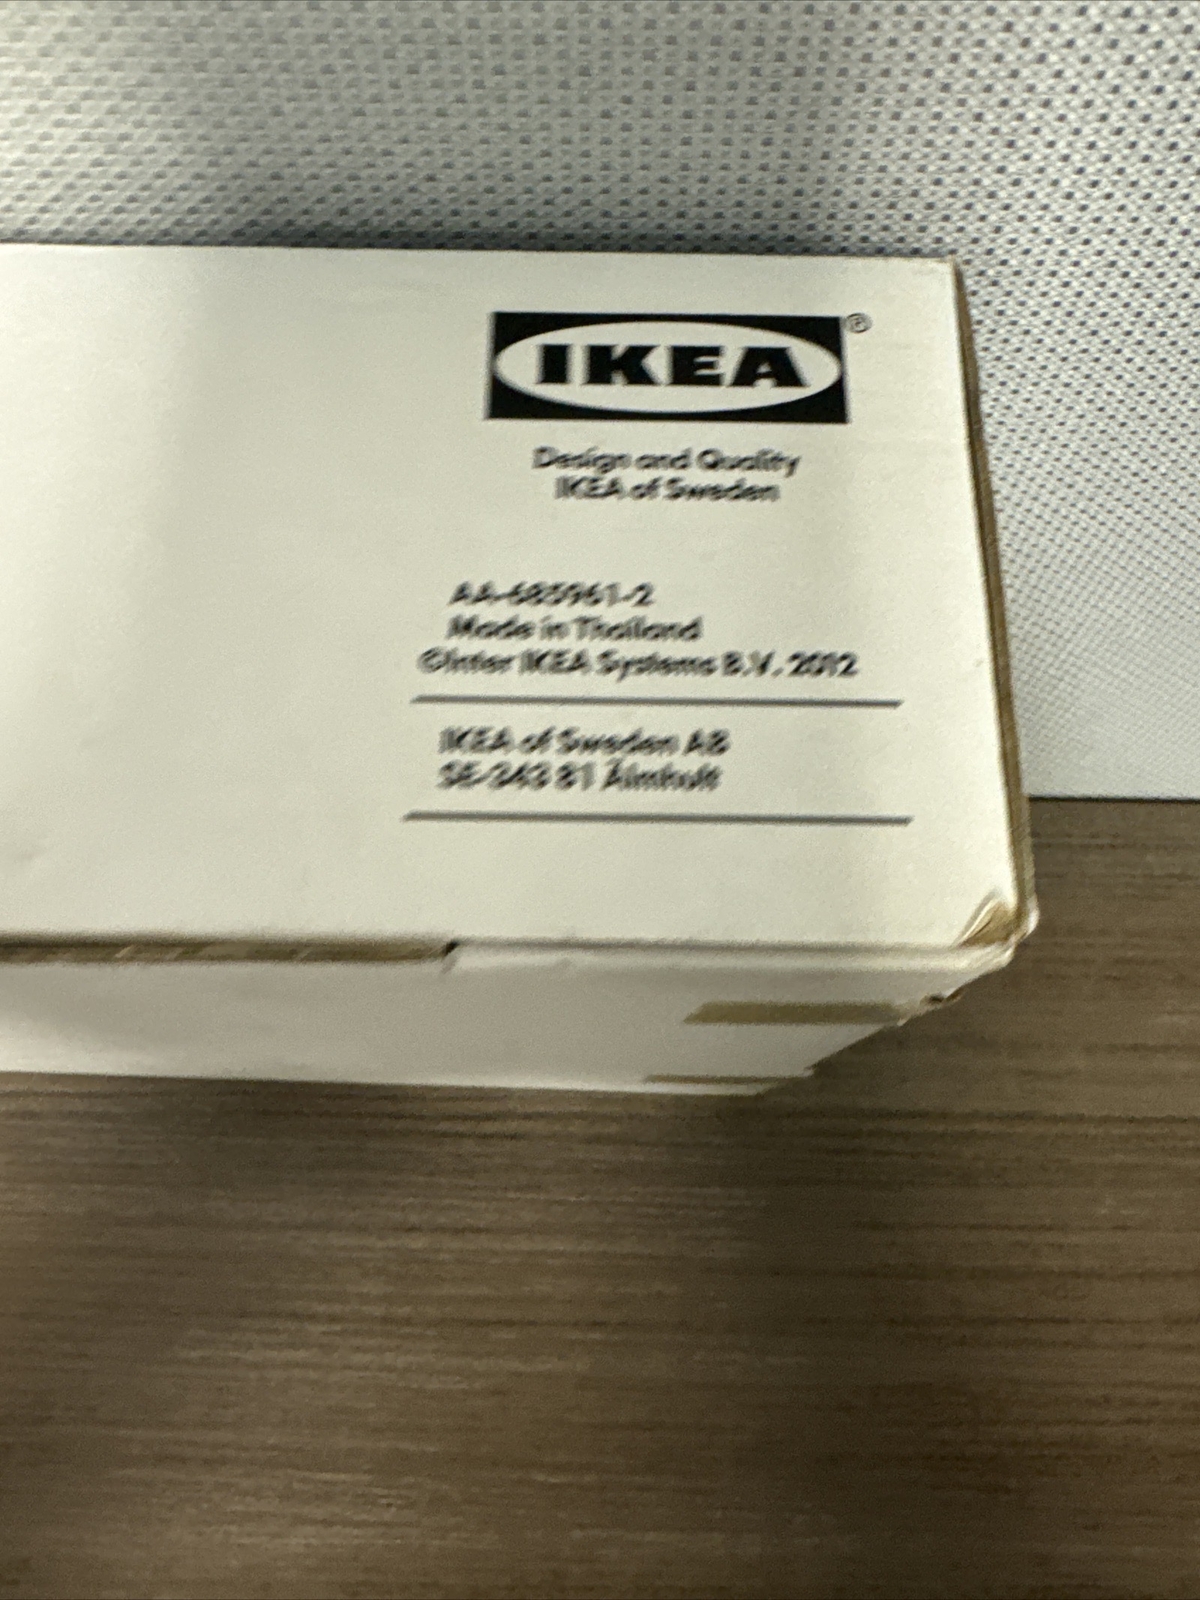 IKEA®
Design and Quality
IKEA of Sweden
AA-685961-2
Made in Thailand
©Inter IKEA Systems B.V. 2012
IKEA of Sweden AB
SE-343 81 Älmhult